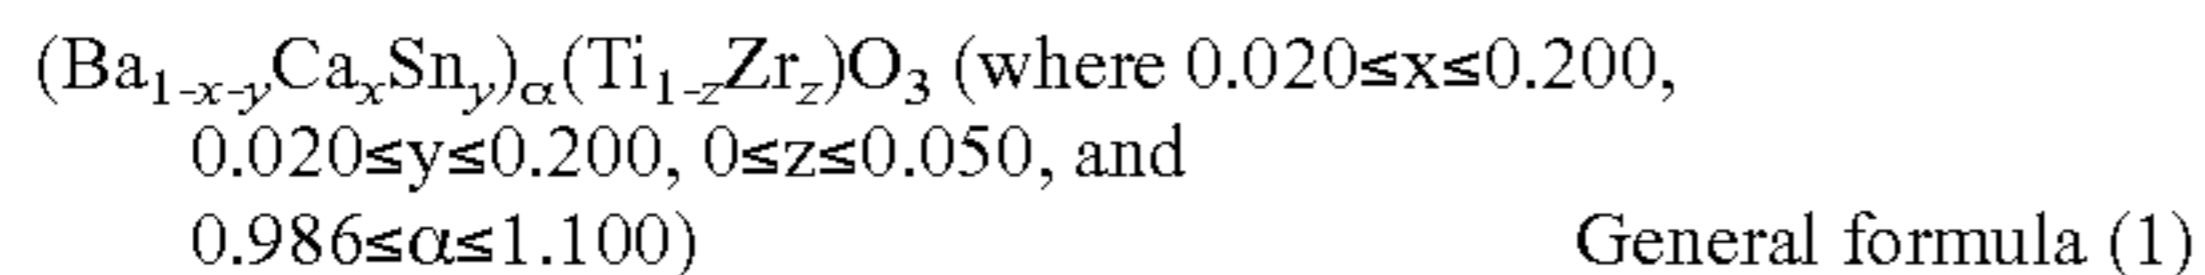 (Ba₁₋ₓ₋ᵧCaₓSnᵧ)α(Ti₁₋zZrz)O₃ (where 0.020≤x≤0.200,
0.020≤y≤0.200, 0≤z≤0.050, and
0.986≤α≤1.100) General formula (1)